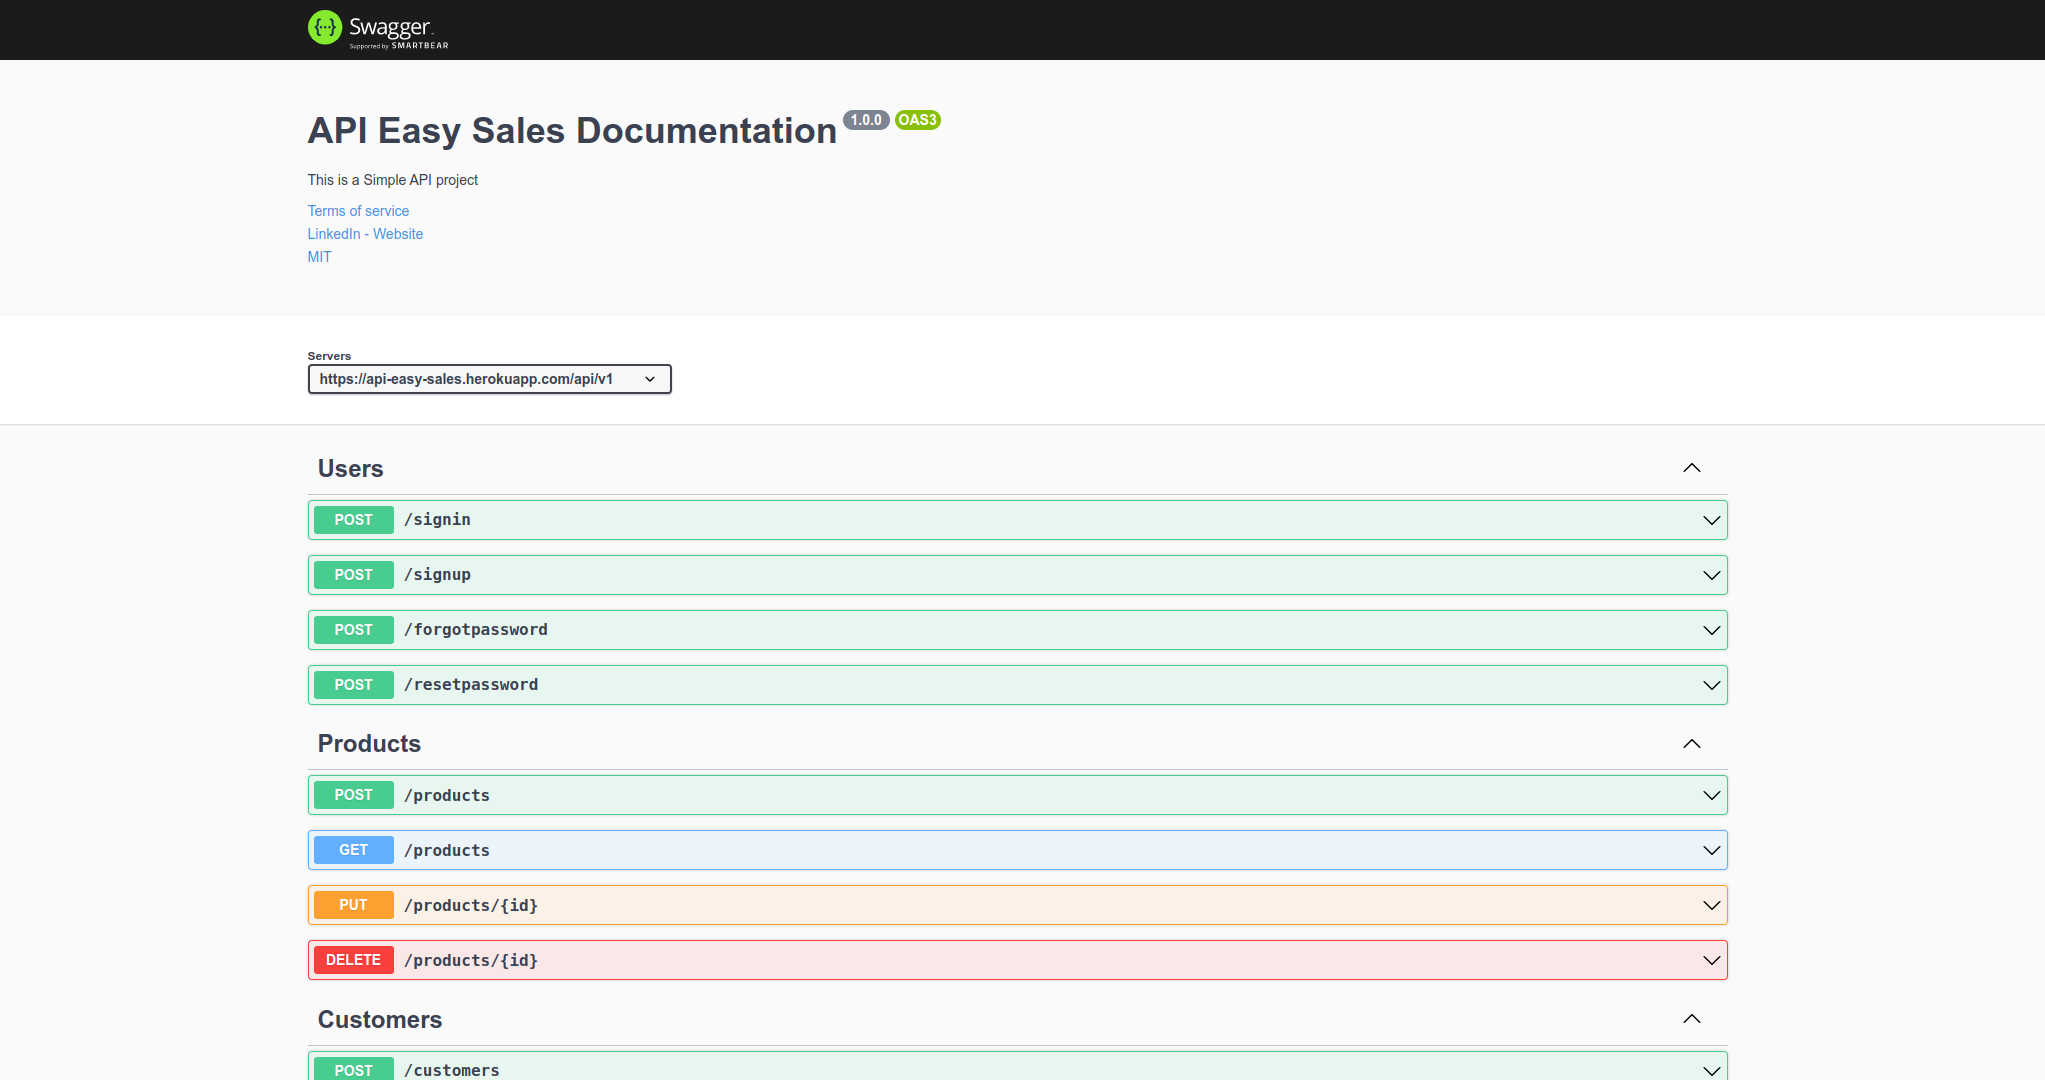 {···} Swagger
Supported by SMARTBEAR
API Easy Sales Documentation 1.0.0 OAS3
This is a Simple API project
Terms of service
LinkedIn - Website
MIT
Servers
https://api-easy-sales.herokuapp.com/api/v1
Users
POST /signin
POST /signup
POST /forgotpassword
POST /resetpassword
Products
POST /products
GET /products
PUT /products/{id}
DELETE /products/{id}
Customers
POST /customers